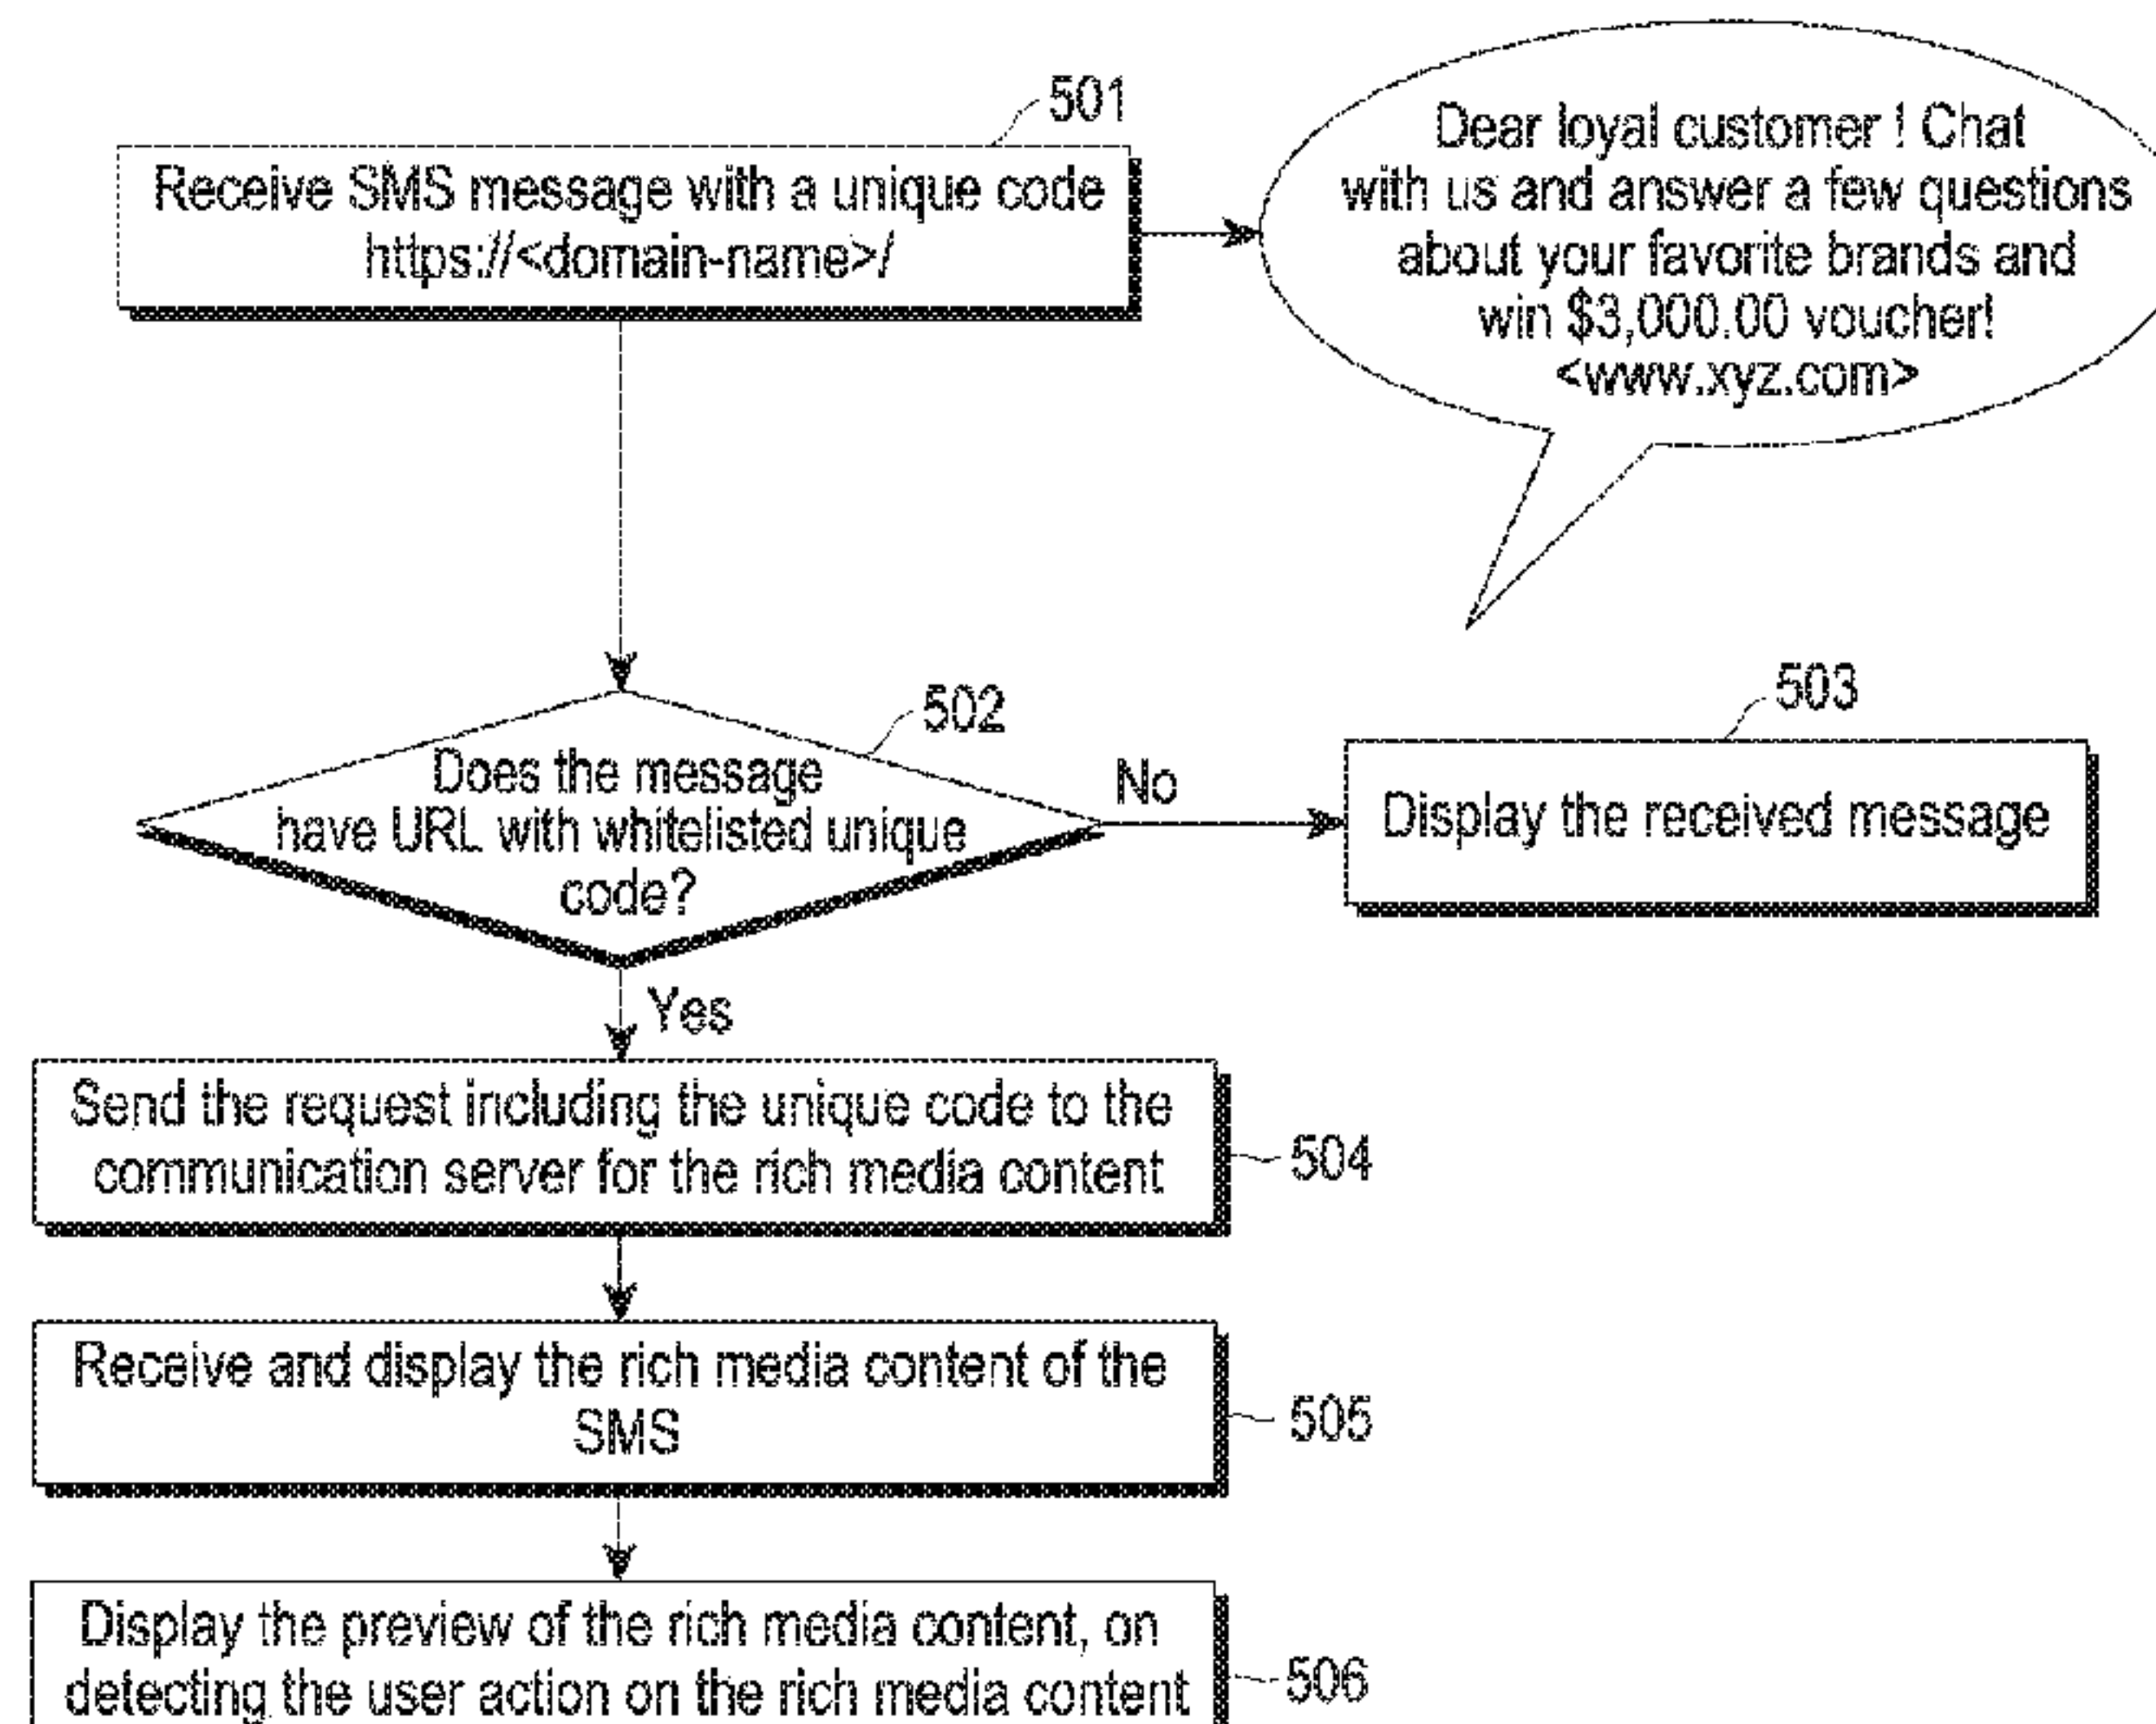 501
Receive SMS message with a unique code
https://<domain-name>/
Dear loyal customer ! Chat
with us and answer a few questions
about your favorite brands and
win $3,000.00 voucher!
<www.xyz.com>
502
Does the message
have URL with whitelisted unique
code?
No
503
Display the received message
Yes
Send the request including the unique code to the
communication server for the rich media content
504
Receive and display the rich media content of the
SMS
505
Display the preview of the rich media content, on
detecting the user action on the rich media content
506